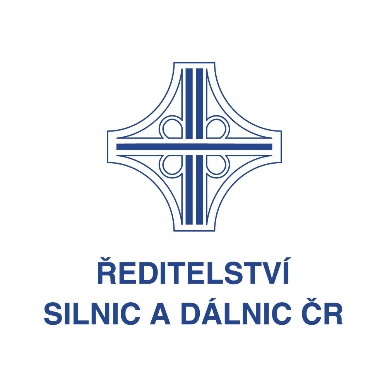 ŘEDITELSTVÍ
SILNIC A DÁLNIC ČR